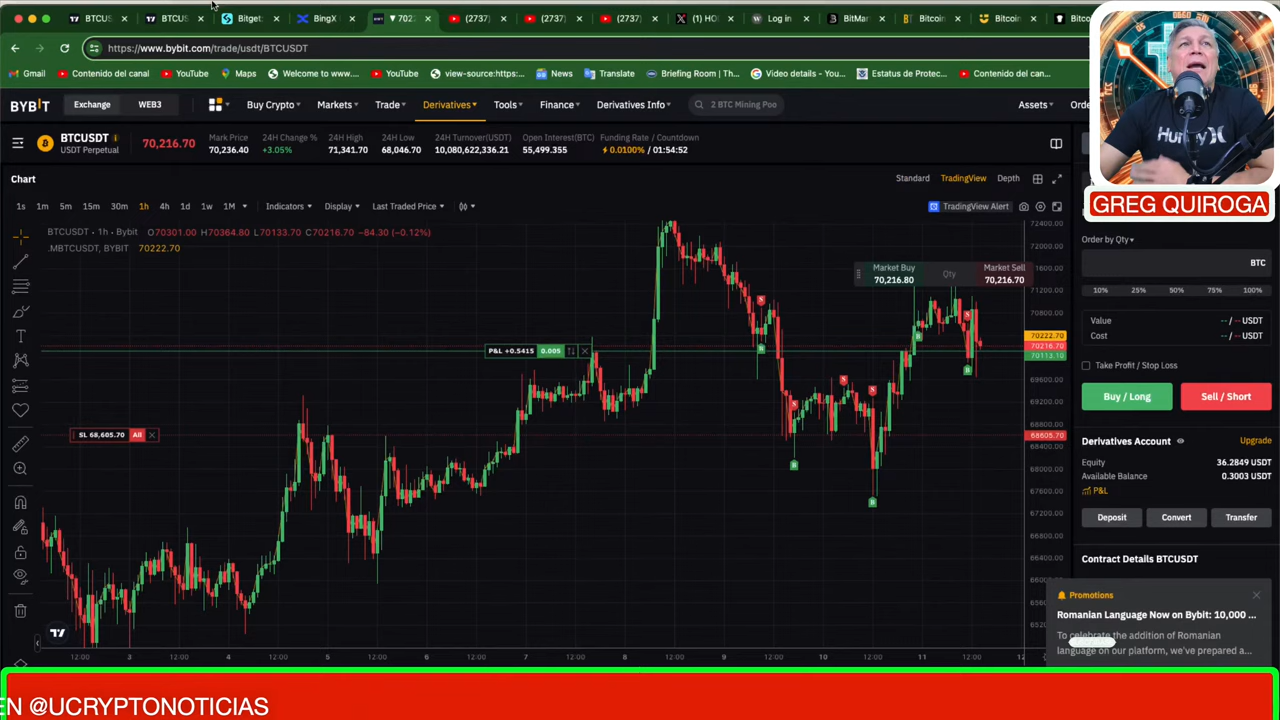 BTCUS
BTCUS
Bitget
BingX
▼ 702
(2737)
(2737)
(2737)
Log in
BitMar
Bitcoin
Bitcoin
Bitco
https://www.bybit.com/trade/usdt/BTCUSDT
Gmail
Contenido del canal
YouTube
Maps
Welcome to www....
YouTube
view-source:https:...
News
Translate
Briefing Room | Th...
Video details - You...
Estatus de Protec...
Contenido del canal
BYBIT
Exchange
WEB3
Buy Crypto
Markets
Trade
Derivatives
Tools
Finance
Derivatives Info
2 BTC Mining Poo
Assets
Orde
BTCUSDT
USDT Perpetual
70,216.70
Mark Price
70,236.40
24H Change %
+3.05%
24H High
71,341.70
24H Low
68,046.70
24H Turnover(USDT)
10,080,622,336.21
Open Interest(BTC)
55,499.355
Funding Rate / Countdown
0.0100% / 01:54:52
Hurley
GREG QUIROGA
Chart
Standard
TradingView
Depth
1s 1m 5m 15m 30m 1h 4h 1d 1w 1M
Indicators
Display
Last Traded Price
TradingView Alert
BTCUSDT · 1h · Bybit O70301.00 H70364.80 L70133.70 C70216.70 −84.30 (−0.12%)
.MBTCUSDT, BYBIT 70222.70
Market Buy
70,216.80
Qty
Market Sell
70,216.70
P&L +0.5415 0.005
SL 68,605.70 All
72400.00
72000.00
71600.00
71200.00
70800.00
70222.70
70216.70
70113.10
69600.00
69200.00
68800.00
68605.70
68000.00
67600.00
67200.00
66800.00
66400.00
66000.00
65600.00
12:00 3 12:00 4 12:00 5 12:00 6 12:00 7 12:00 8 12:00 9 12:00 10 12:00 11 12:00
Order by Qty
BTC
10% 25% 50% 75% 100%
Value -- / -- USDT
Cost -- / -- USDT
Take Profit / Stop Loss
Buy / Long
Sell / Short
Derivatives Account
Upgrade
Equity 36.2849 USDT
Available Balance 0.3003 USDT
P&L
Deposit
Convert
Transfer
Contract Details BTCUSDT
Promotions
Romanian Language Now on Bybit: 10,000 ...
To celebrate the addition of Romanian
language on our platform, we've prepared a...
EN @UCRYPTONOTICIAS